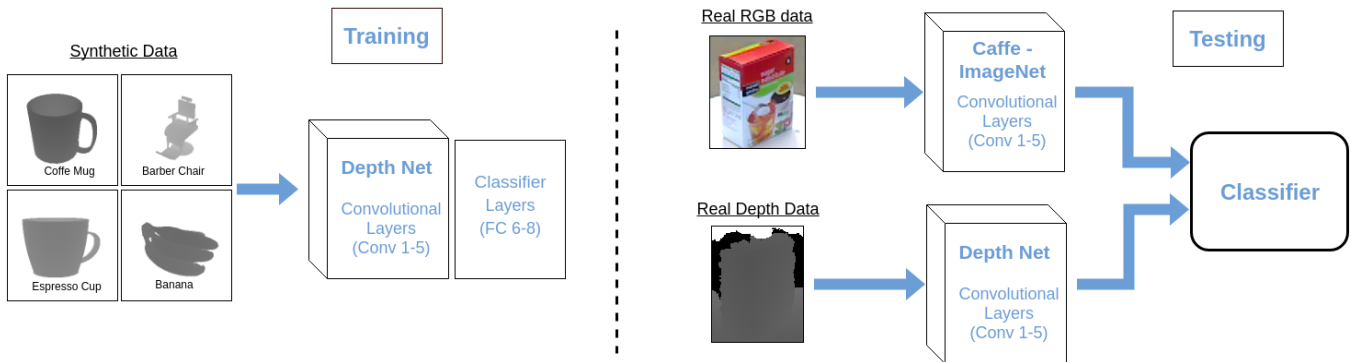 Training
Synthetic Data
Coffe Mug
Barber Chair
Espresso Cup
Banana
Depth Net
Convolutional
Layers
(Conv 1-5)
Classifier
Layers
(FC 6-8)
Real RGB data
Caffe -
ImageNet
Convolutional
Layers
(Conv 1-5)
Testing
Real Depth Data
Depth Net
Convolutional
Layers
(Conv 1-5)
Classifier